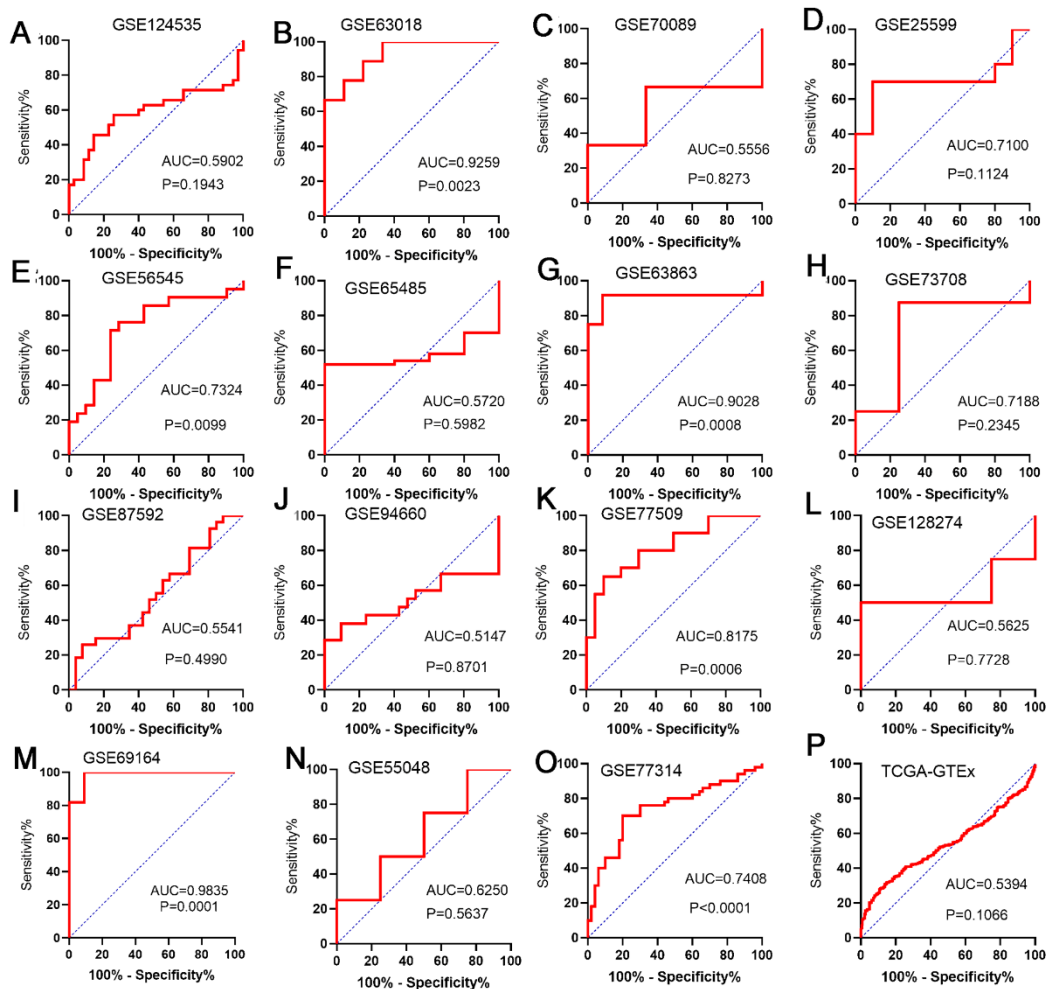 A GSE124535
Sensitivity%
100
80
60
40
20
0
AUC=0.5902
P=0.1943
0 20 40 60 80 100
100% - Specificity%
B GSE63018
Sensitivity%
100
80
60
40
20
0
AUC=0.9259
P=0.0023
0 20 40 60 80 100
100% - Specificity%
C GSE70089
Sensitivity%
100
80
60
40
20
0
AUC=0.5556
P=0.8273
0 20 40 60 80 100
100% - Specificity%
D GSE25599
Sensitivity%
100
80
60
40
20
0
AUC=0.7100
P=0.1124
0 20 40 60 80 100
100% - Specificity%
E GSE56545
Sensitivity%
100
80
60
40
20
0
AUC=0.7324
P=0.0099
0 20 40 60 80 100
100% - Specificity%
F GSE65485
Sensitivity%
100
80
60
40
20
0
AUC=0.5720
P=0.5982
0 20 40 60 80 100
100% - Specificity%
G GSE63863
Sensitivity%
100
80
60
40
20
0
AUC=0.9028
P=0.0008
0 20 40 60 80 100
100% - Specificity%
H GSE73708
Sensitivity%
100
80
60
40
20
0
AUC=0.7188
P=0.2345
0 20 40 60 80 100
100% - Specificity%
I GSE87592
Sensitivity%
100
80
60
40
20
0
AUC=0.5541
P=0.4990
0 20 40 60 80 100
100% - Specificity%
J GSE94660
Sensitivity%
100
80
60
40
20
0
AUC=0.5147
P=0.8701
0 20 40 60 80 100
100% - Specificity%
K GSE77509
Sensitivity%
100
80
60
40
20
0
AUC=0.8175
P=0.0006
0 20 40 60 80 100
100% - Specificity%
L GSE128274
Sensitivity%
100
80
60
40
20
0
AUC=0.5625
P=0.7728
0 20 40 60 80 100
100% - Specificity%
M GSE69164
Sensitivity%
100
80
60
40
20
0
AUC=0.9835
P=0.0001
0 20 40 60 80 100
100% - Specificity%
N GSE55048
Sensitivity%
100
80
60
40
20
0
AUC=0.6250
P=0.5637
0 20 40 60 80 100
100% - Specificity%
O GSE77314
Sensitivity%
100
80
60
40
20
0
AUC=0.7408
P<0.0001
0 20 40 60 80 100
100% - Specificity%
P TCGA-GTEx
Sensitivity%
100
80
60
40
20
0
AUC=0.5394
P=0.1066
0 20 40 60 80 100
100% - Specificity%